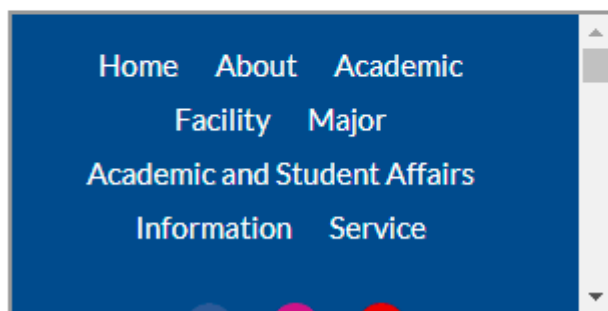 Home About Academic
Facility Major
Academic and Student Affairs
Information Service